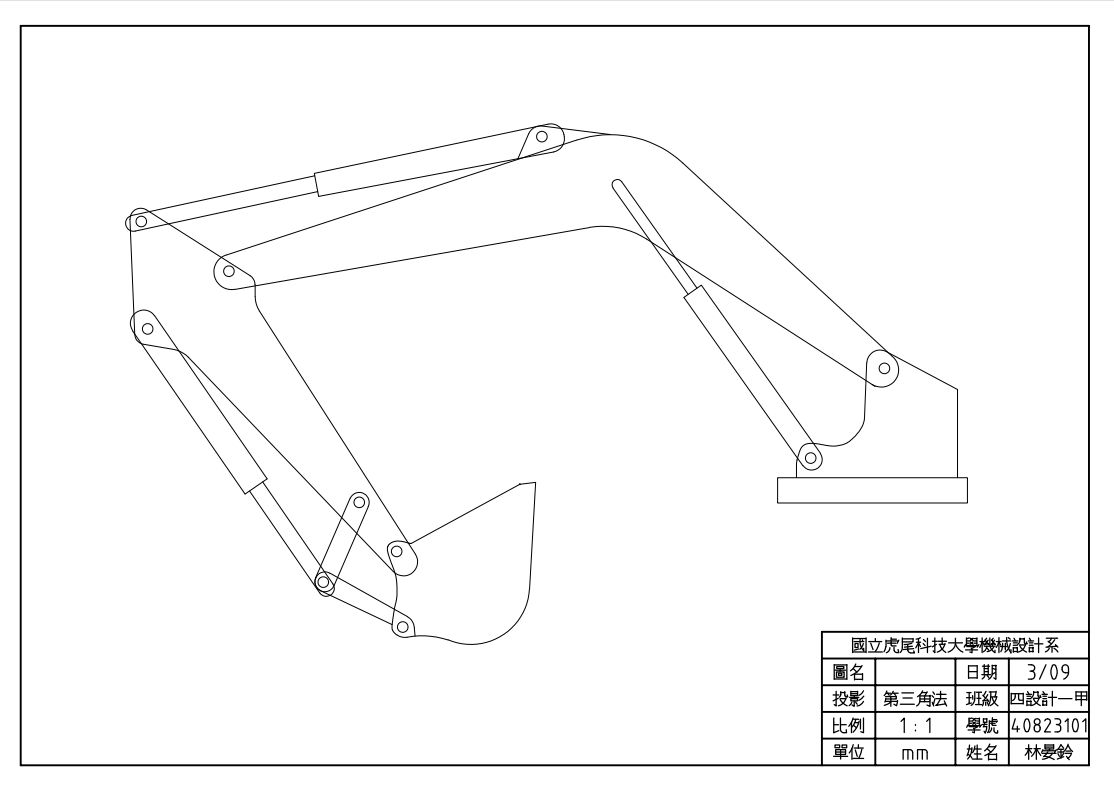 國立虎尾科技大學機械設計系
圖名 日期 3/09
投影 第三角法 班級 四設計一甲
比例 1:1 學號 40823101
單位 mm 姓名 林晏鈴